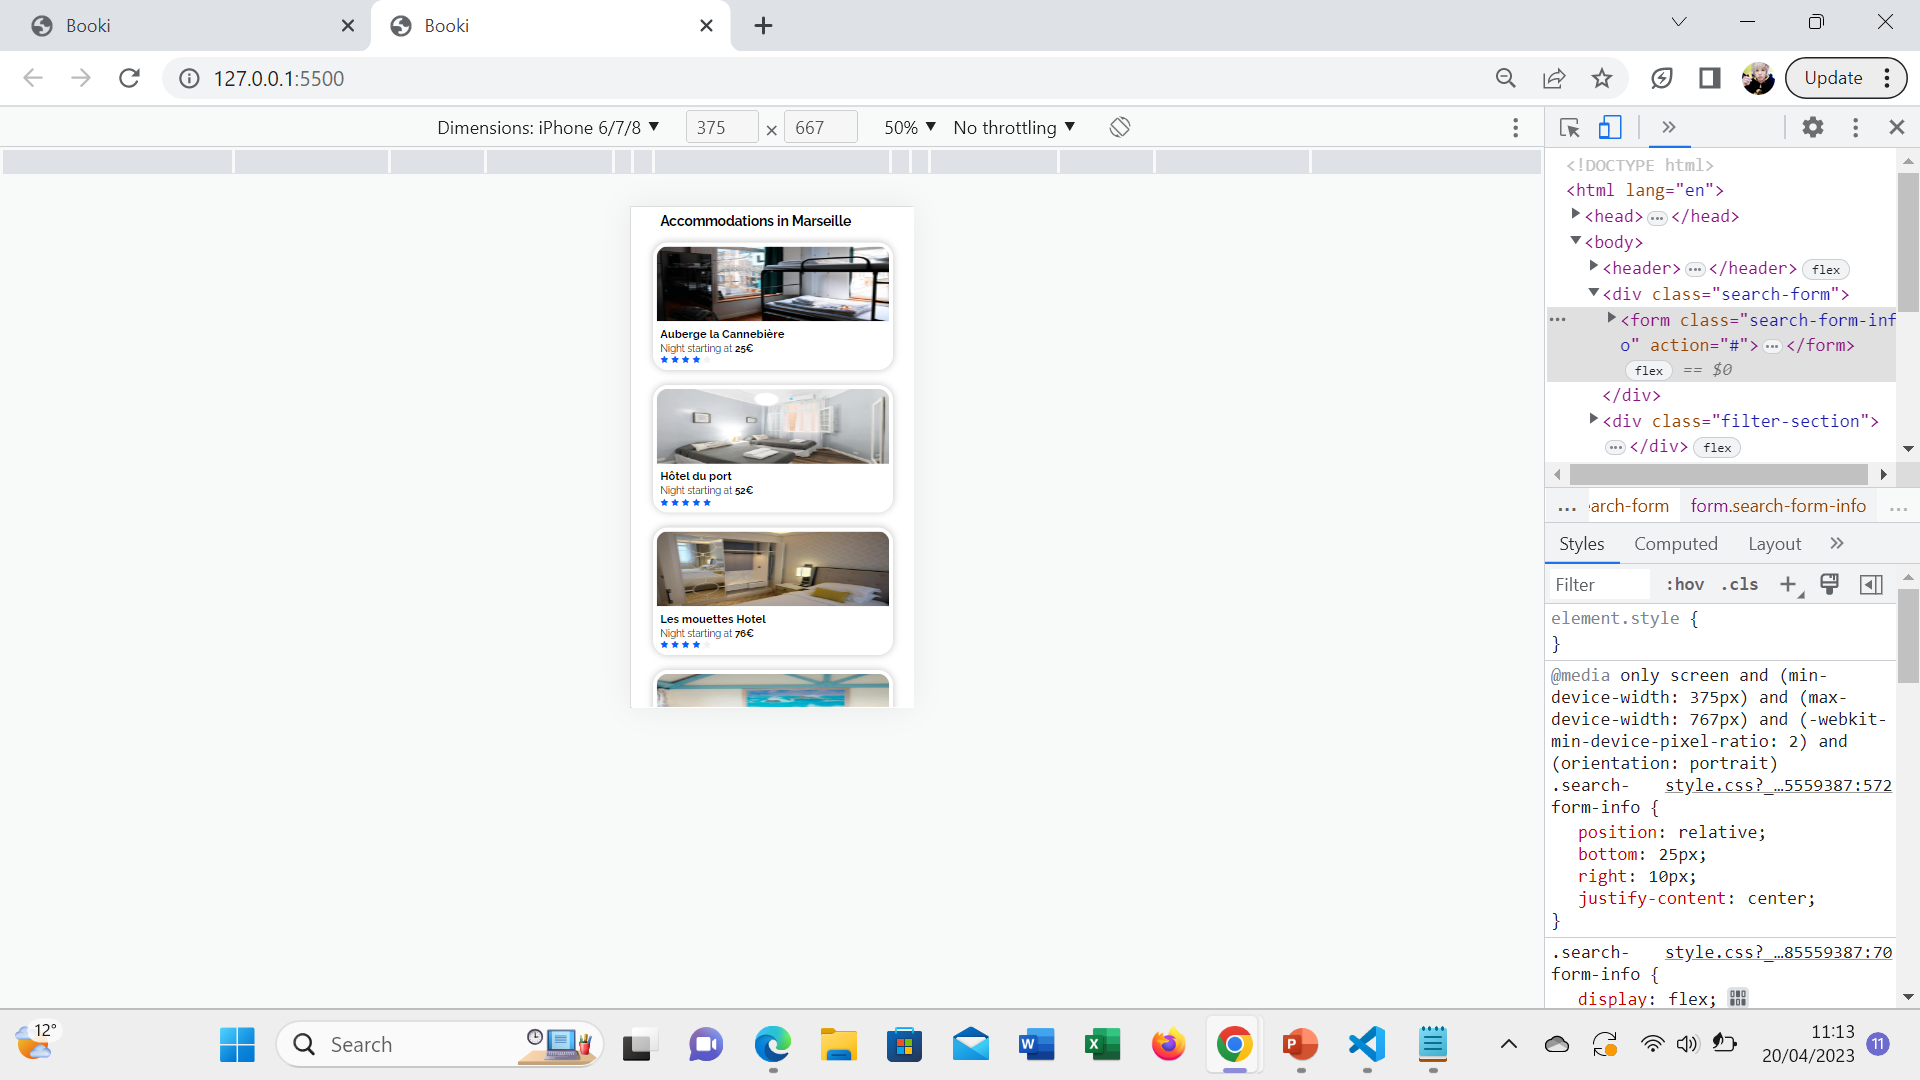 Booki
Booki
127.0.0.1:5500
Update
Dimensions: iPhone 6/7/8 ▼ 375 × 667 50% ▼ No throttling ▼
Accommodations in Marseille
Auberge la Cannebière
Night starting at 25€
Hôtel du port
Night starting at 52€
Les mouettes Hotel
Night starting at 76€
<!DOCTYPE html>
<html lang="en">
<head> … </head>
<body>
<header> … </header> flex
<div class="search-form">
… <form class="search-form-inf
o" action="#"> … </form>
flex == $0
</div>
<div class="filter-section">
… </div> flex
… earch-form form.search-form-info …
Styles Computed Layout »
Filter :hov .cls +
element.style {
}
@media only screen and (min-
device-width: 375px) and (max-
device-width: 767px) and (-webkit-
min-device-pixel-ratio: 2) and
(orientation: portrait)
.search- style.css?_…5559387:572
form-info {
position: relative;
bottom: 25px;
right: 10px;
justify-content: center;
}
.search- style.css?_…85559387:70
form-info {
display: flex;
12°
Search
11:13
20/04/2023
11